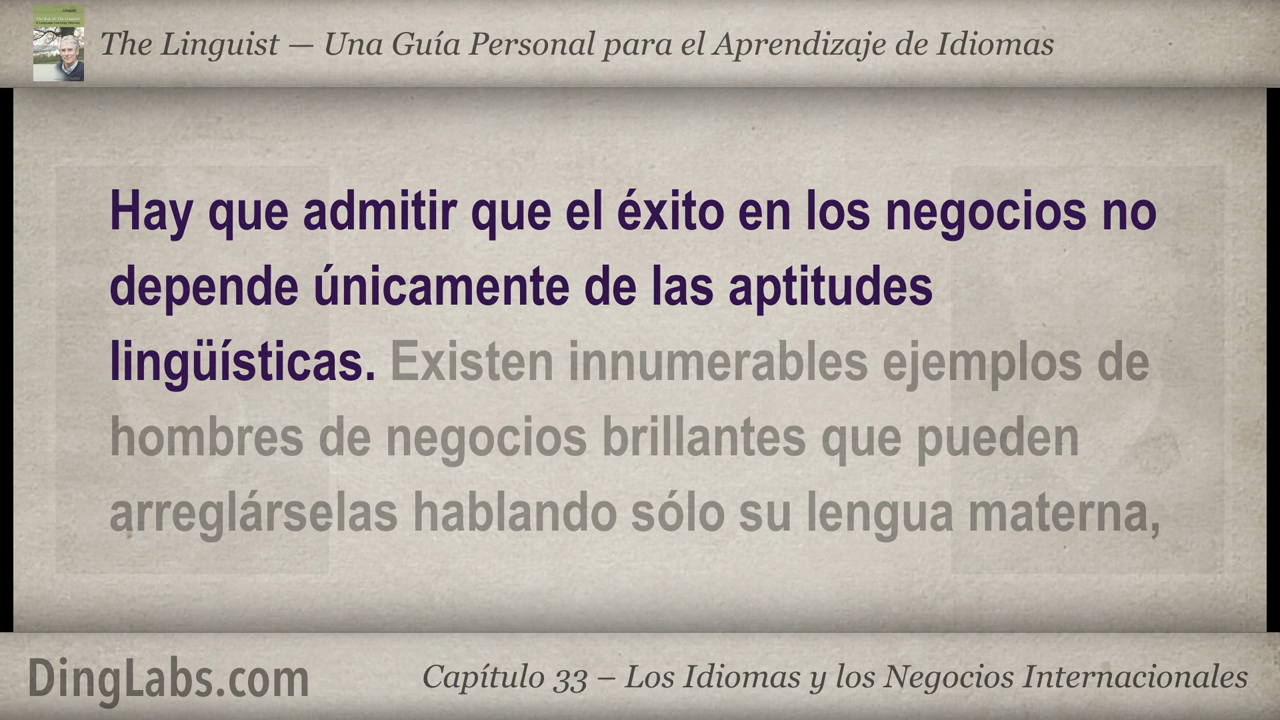 The Linguist — Una Guía Personal para el Aprendizaje de Idiomas
Hay que admitir que el éxito en los negocios no
depende únicamente de las aptitudes
lingüísticas. Existen innumerables ejemplos de
hombres de negocios brillantes que pueden
arreglárselas hablando sólo su lengua materna,
DingLabs.com
Capítulo 33 – Los Idiomas y los Negocios Internacionales